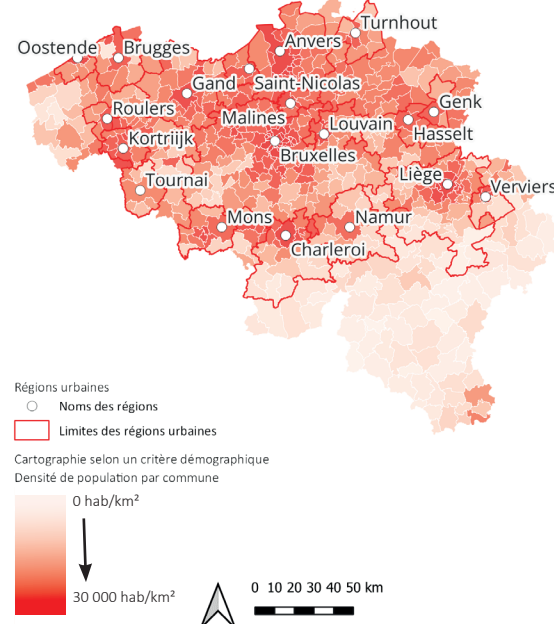 Turnhout
Anvers
Oostende
Brugges
Gand
Saint-Nicolas
Genk
Roulers
Malines
Louvain
Hasselt
Kortriijk
Bruxelles
Tournai
Liège
Verviers
Mons
Namur
Charleroi
Régions urbaines
Noms des régions
Limites des régions urbaines
Cartographie selon un critère démographique
Densité de population par commune
0 hab/km²
30 000 hab/km²
0 10 20 30 40 50 km